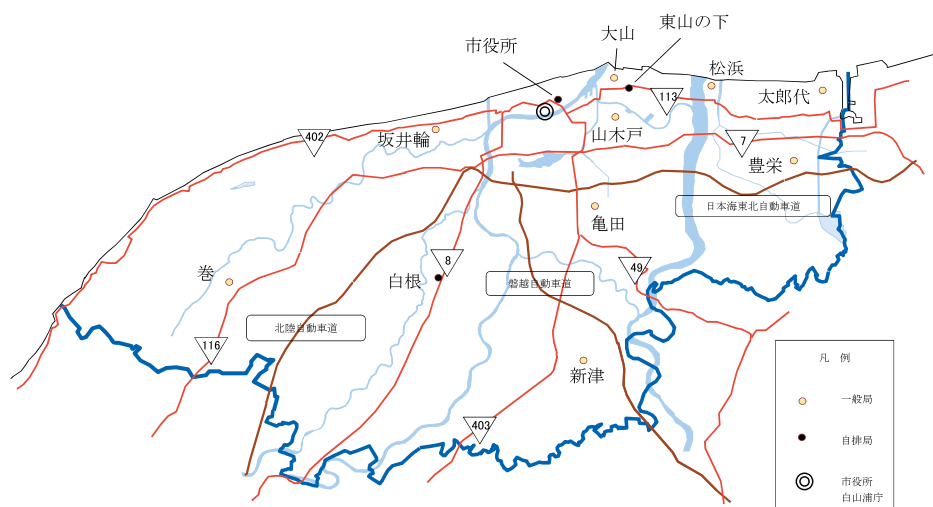 大山
東山の下
市役所
松浜
太郎代
113
402
坂井輪
山木戸
7
豊栄
日本海東北自動車道
亀田
巻
白根
8
49
磐越自動車道
北陸自動車道
116
新津
403
凡 例
一般局
自排局
市役所
白山浦庁